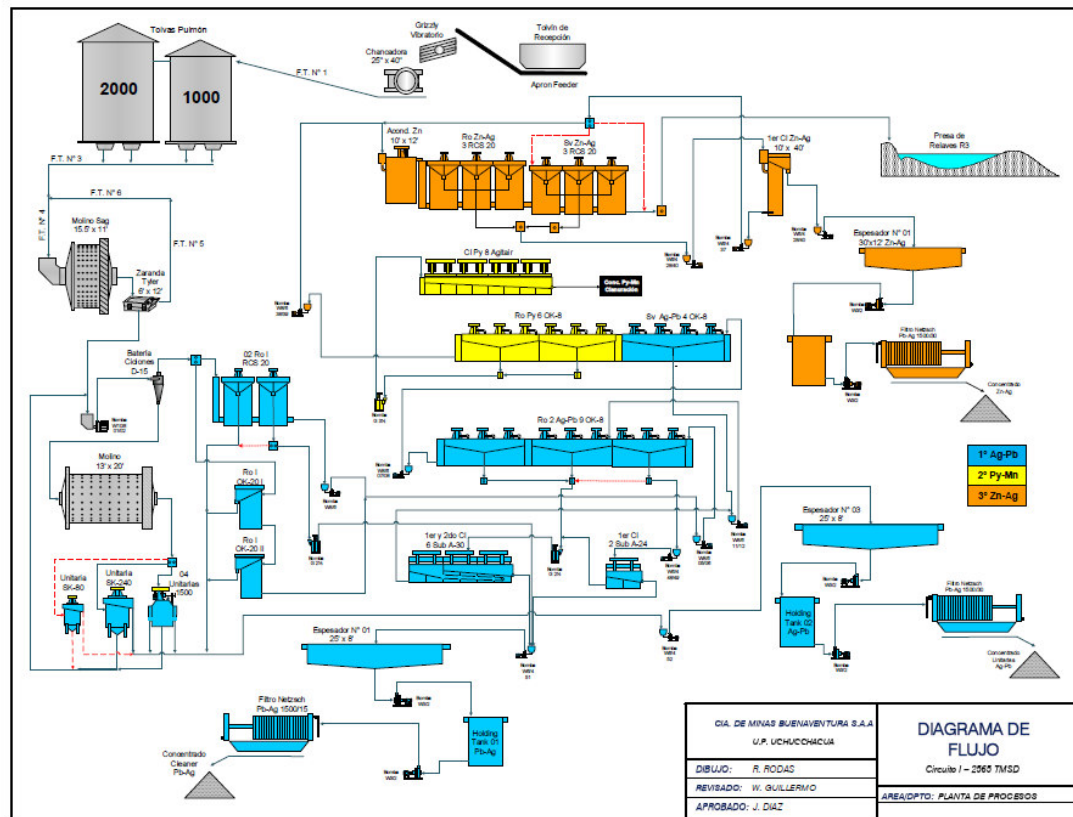 Tolvas Pulmón
2000
1000
Grizzly
Vibratorio
Chancadora
25" x 40"
Tolvín de
Recepción
Apron Feeder
F.T. N° 1
F.T. N° 3
F.T. N° 6
F.T. N° 4
F.T. N° 5
Molino Sag
15.5' x 11'
Zaranda
Tyler
6' x 12'
Acond. Zn
10' x 12'
Ro Zn-Ag
3 RCS 20
Sv Zn-Ag
3 RCS 20
1er Cl Zn-Ag
10' x 40'
Presa de
Relaves R3
Espesador N° 01
30'x12' Zn-Ag
Cl Py 8 Agitair
Conc. Py-Mn
Ro Py 6 OK-8
Sv Ag-Pb 4 OK-8
Filtro Netzsch
Pb-Ag 1500/30
Concentrado
Zn-Ag
Batería
Ciclones
D-15
02 Ro I
RCS 20
Ro 2 Ag-Pb 9 OK-8
Molino
13' x 20'
Ro I
OK-20 I
Ro I
OK-20 II
1º Ag-Pb
2º Py-Mn
3º Zn-Ag
Espesador N° 03
25' x 8'
1er y 2do Cl
6 Sub A-30
1er Cl
2 Sub A-24
Unitaria
SK-80
Unitaria
SK-240
04
Unitarias
1500
Holding
Tank 02
Ag-Pb
Filtro Netzsch
Pb-Ag 1500/30
Concentrado
Unitarias
Ag-Pb
Espesador N° 01
25' x 8'
Filtro Netzsch
Pb-Ag 1500/15
Holding
Tank 01
Pb-Ag
Concentrado
Cleaner
Pb-Ag
CIA. DE MINAS BUENAVENTURA S.A.A
U.P. UCHUCCHACUA
DIBUJO: R. RODAS
REVISADO: W. GUILLERMO
APROBADO: J. DIAZ
DIAGRAMA DE
FLUJO
Circuito I – 2565 TMSD
AREA/DPTO: PLANTA DE PROCESOS